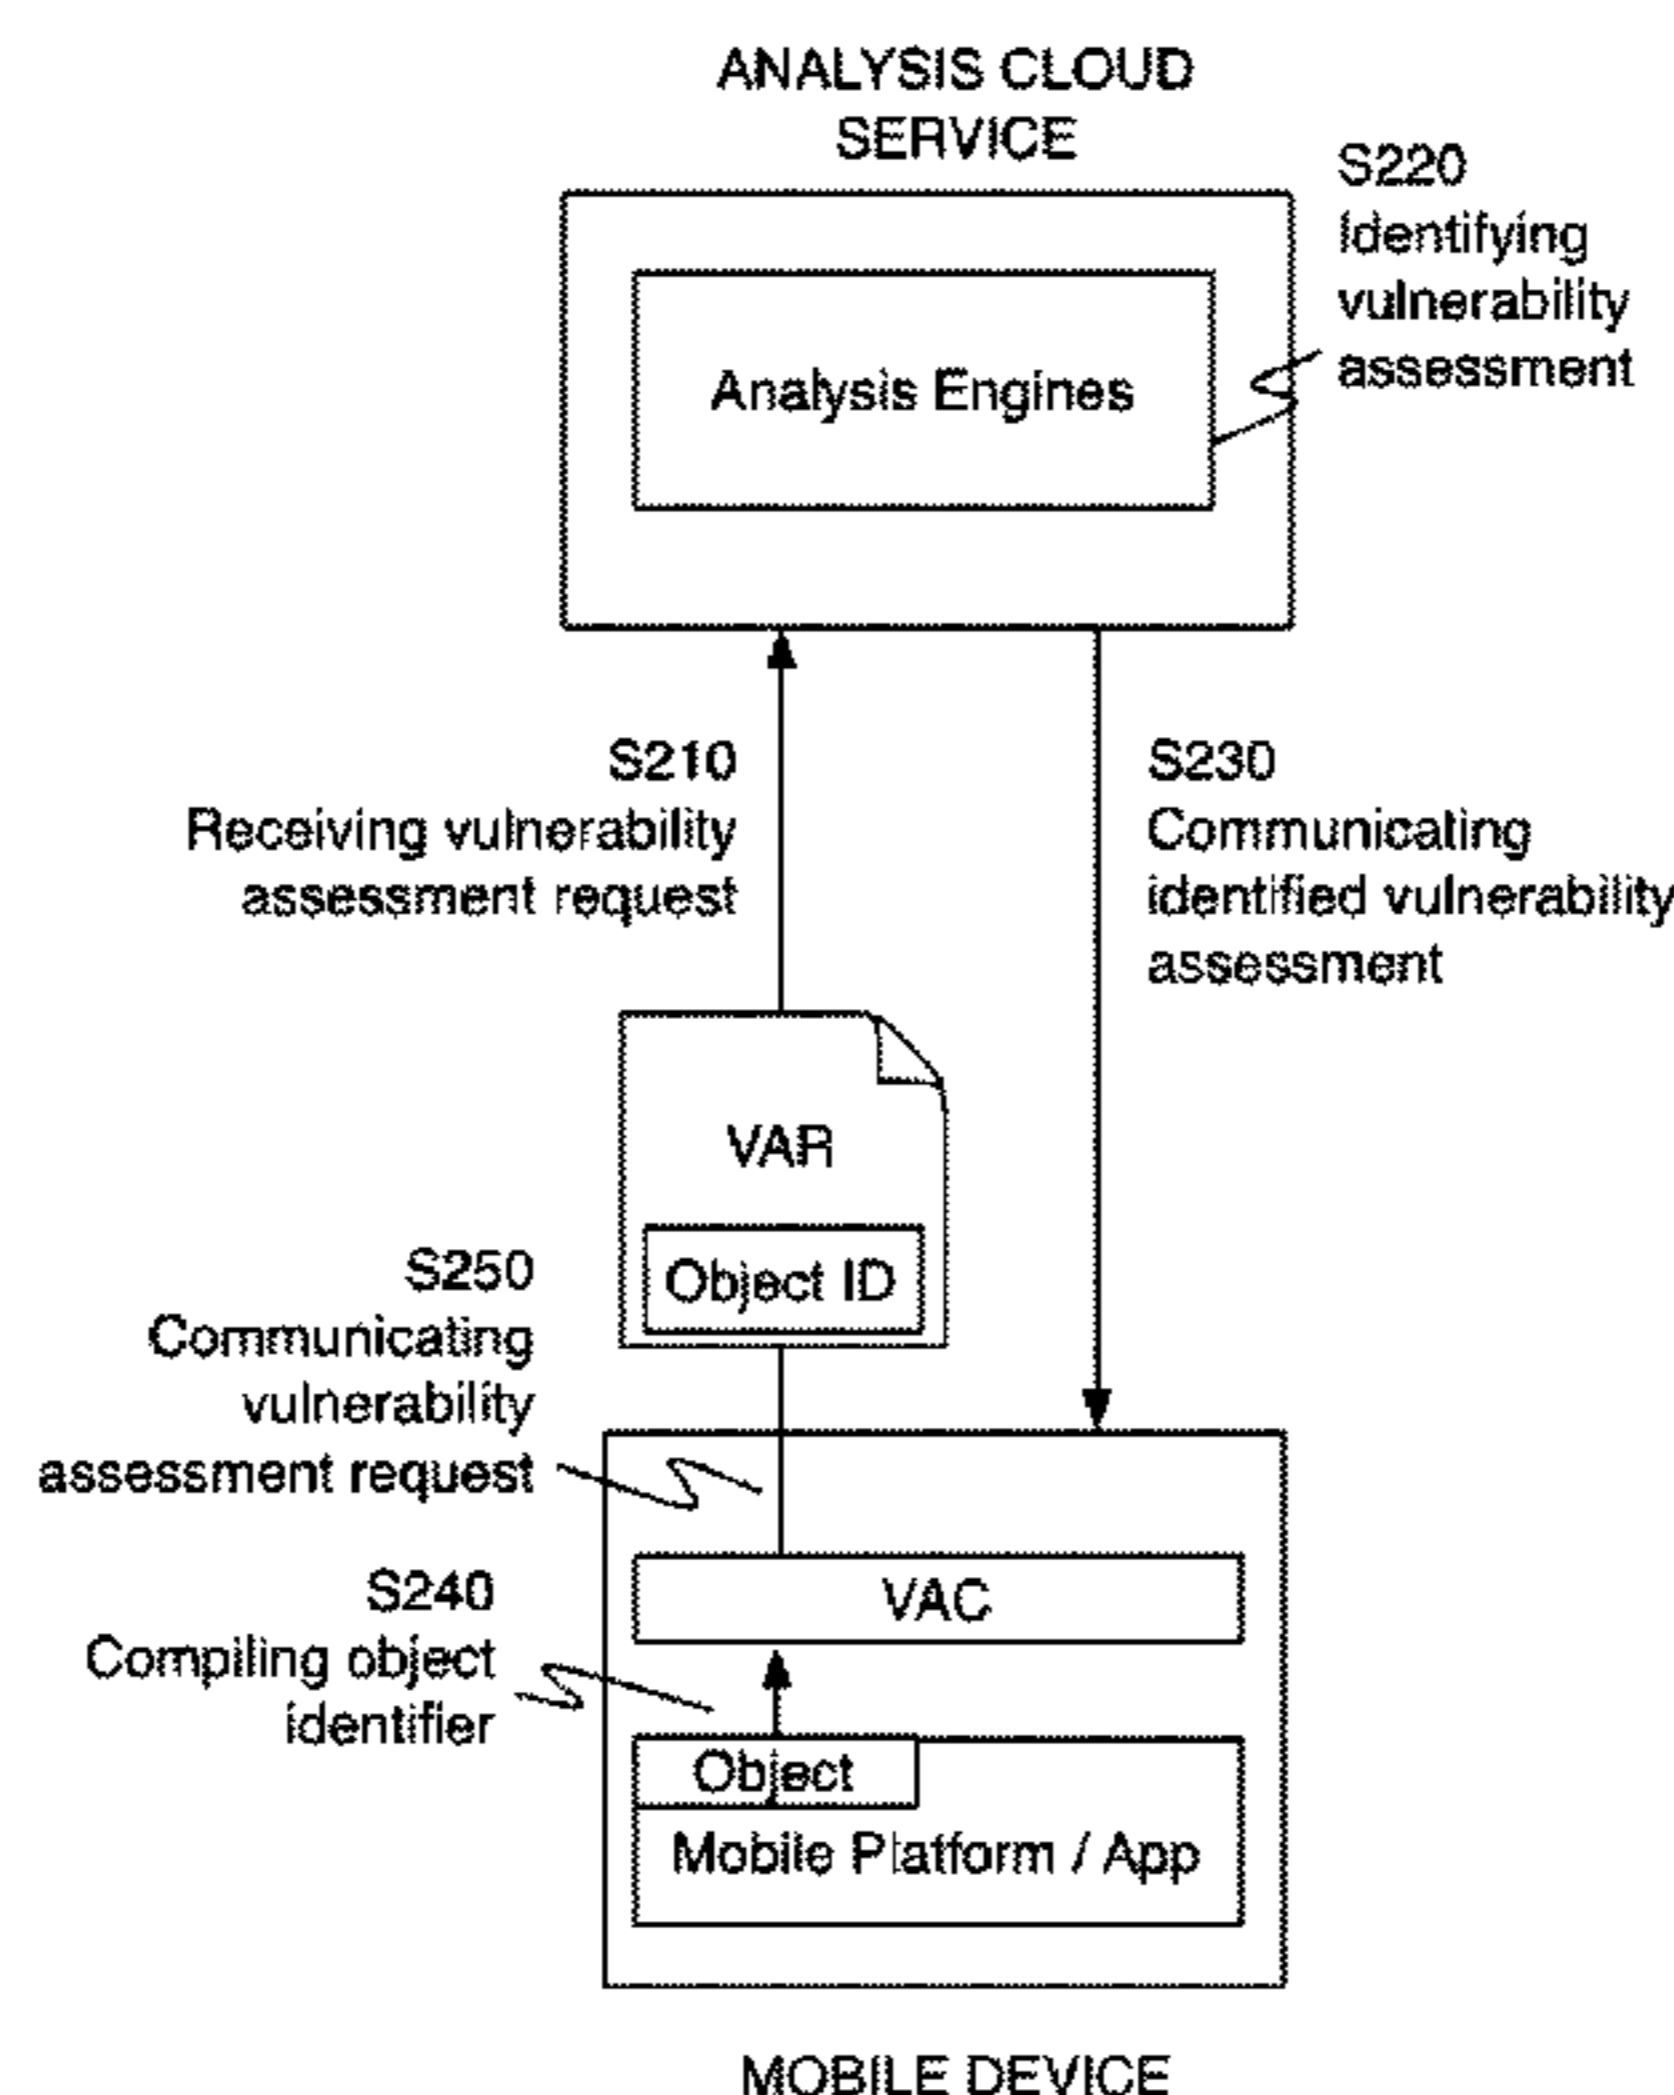 ANALYSIS CLOUD
SERVICE
S220
Identifying
vulnerability
assessment
Analysis Engines
S210
Receiving vulnerability
assessment request
S230
Communicating
identified vulnerability
assessment
VAR
Object ID
S250
Communicating
vulnerability
assessment request
VAC
S240
Compiling object
identifier
Object
Mobile Platform / App
MOBILE DEVICE